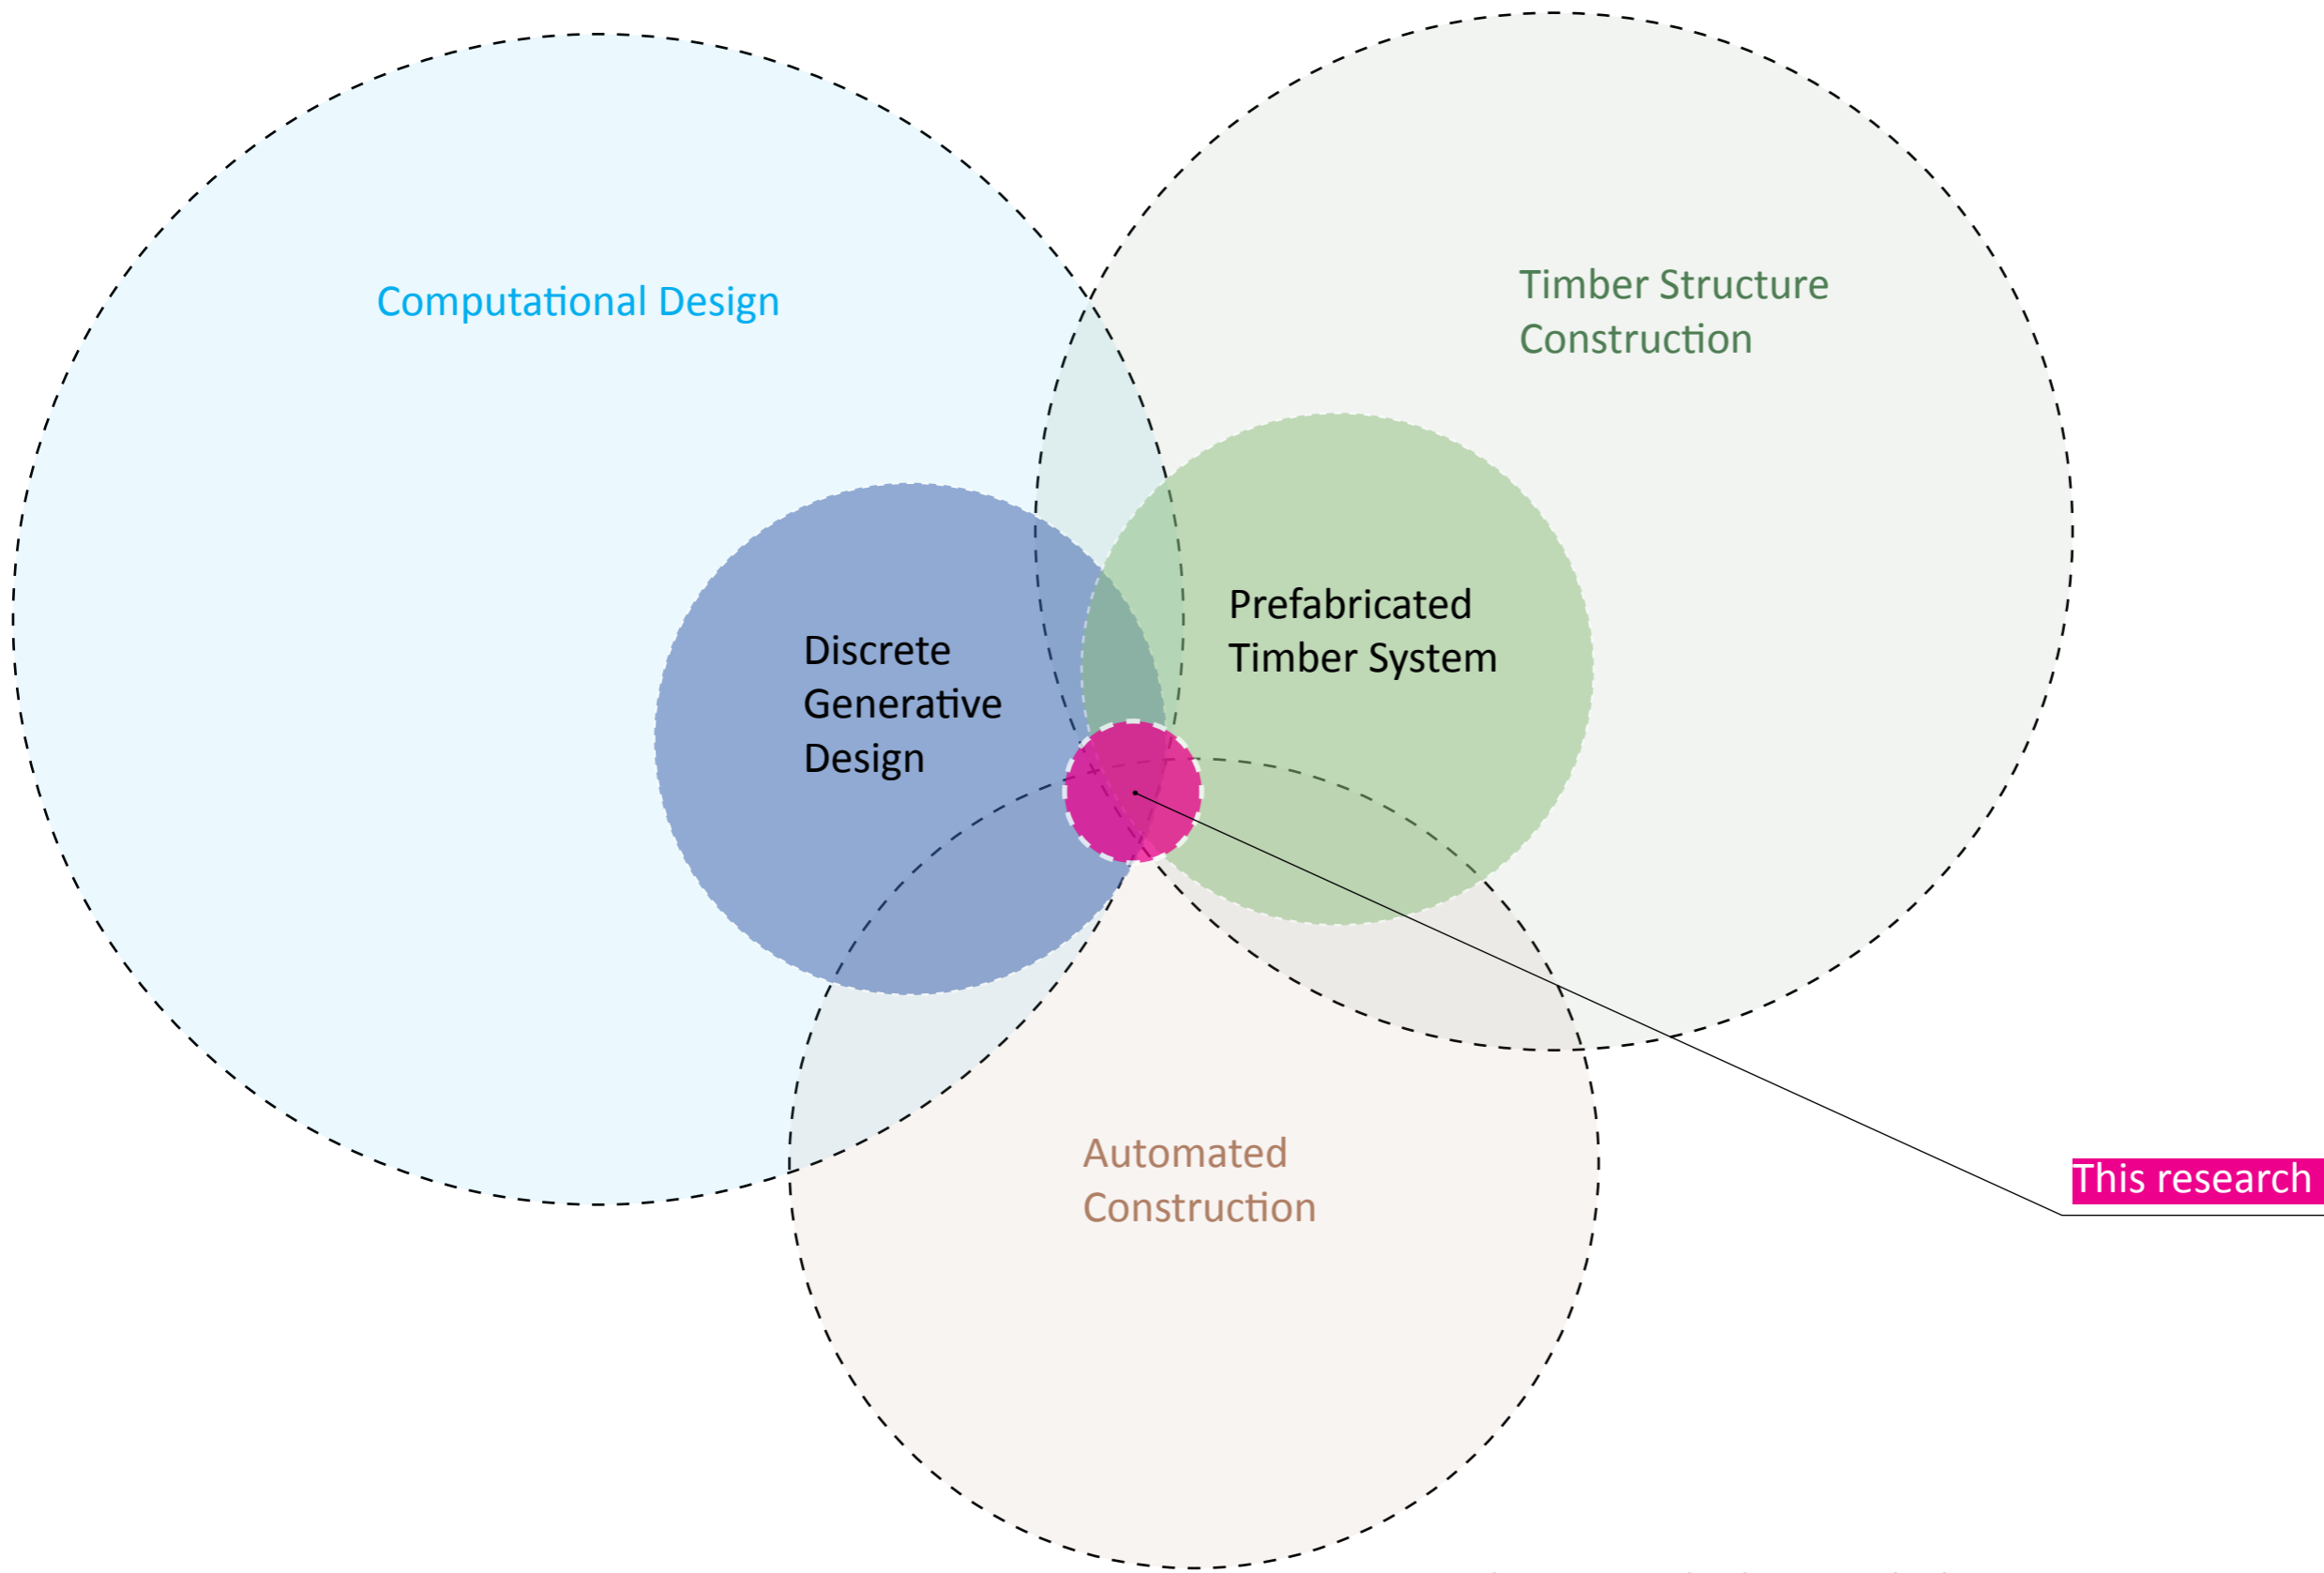 Computational Design
Timber Structure
Construction
Prefabricated
Timber System
Discrete
Generative
Design
Automated
Construction
This research